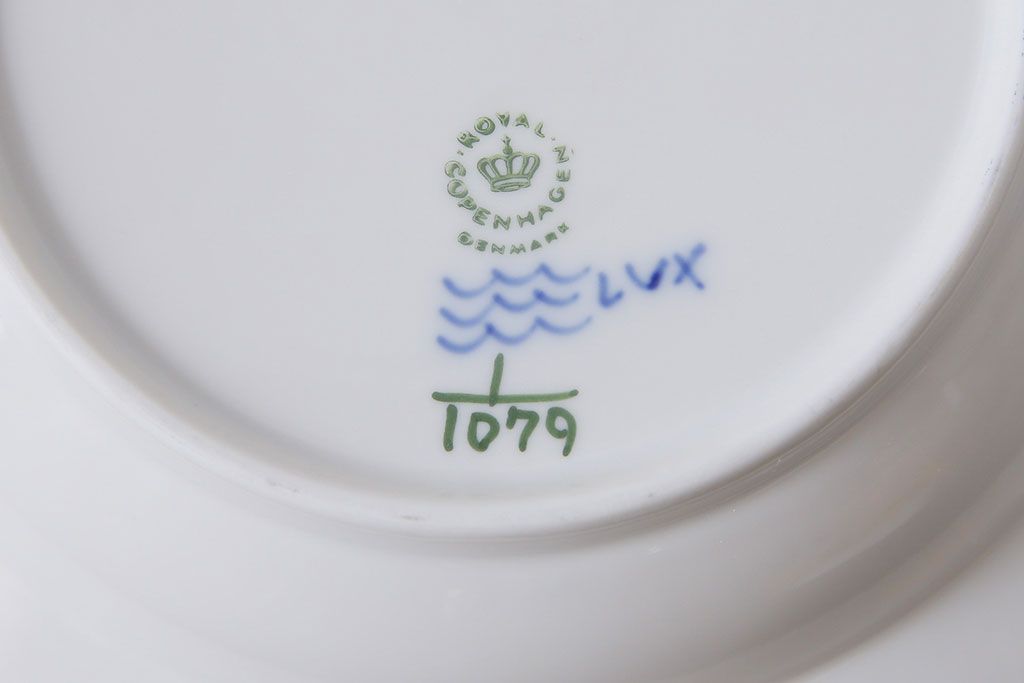 ROYAL
COPENHAGEN
DENMARK
LVX
1
1079